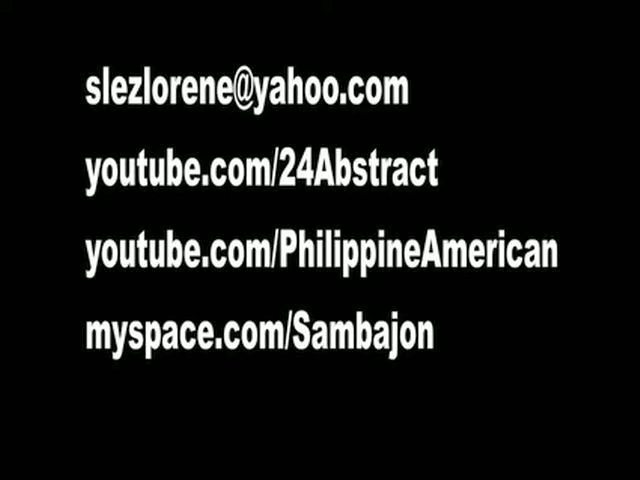 slezlorene@yahoo.com
youtube.com/24Abstract
youtube.com/PhilippineAmerican
myspace.com/Sambajon